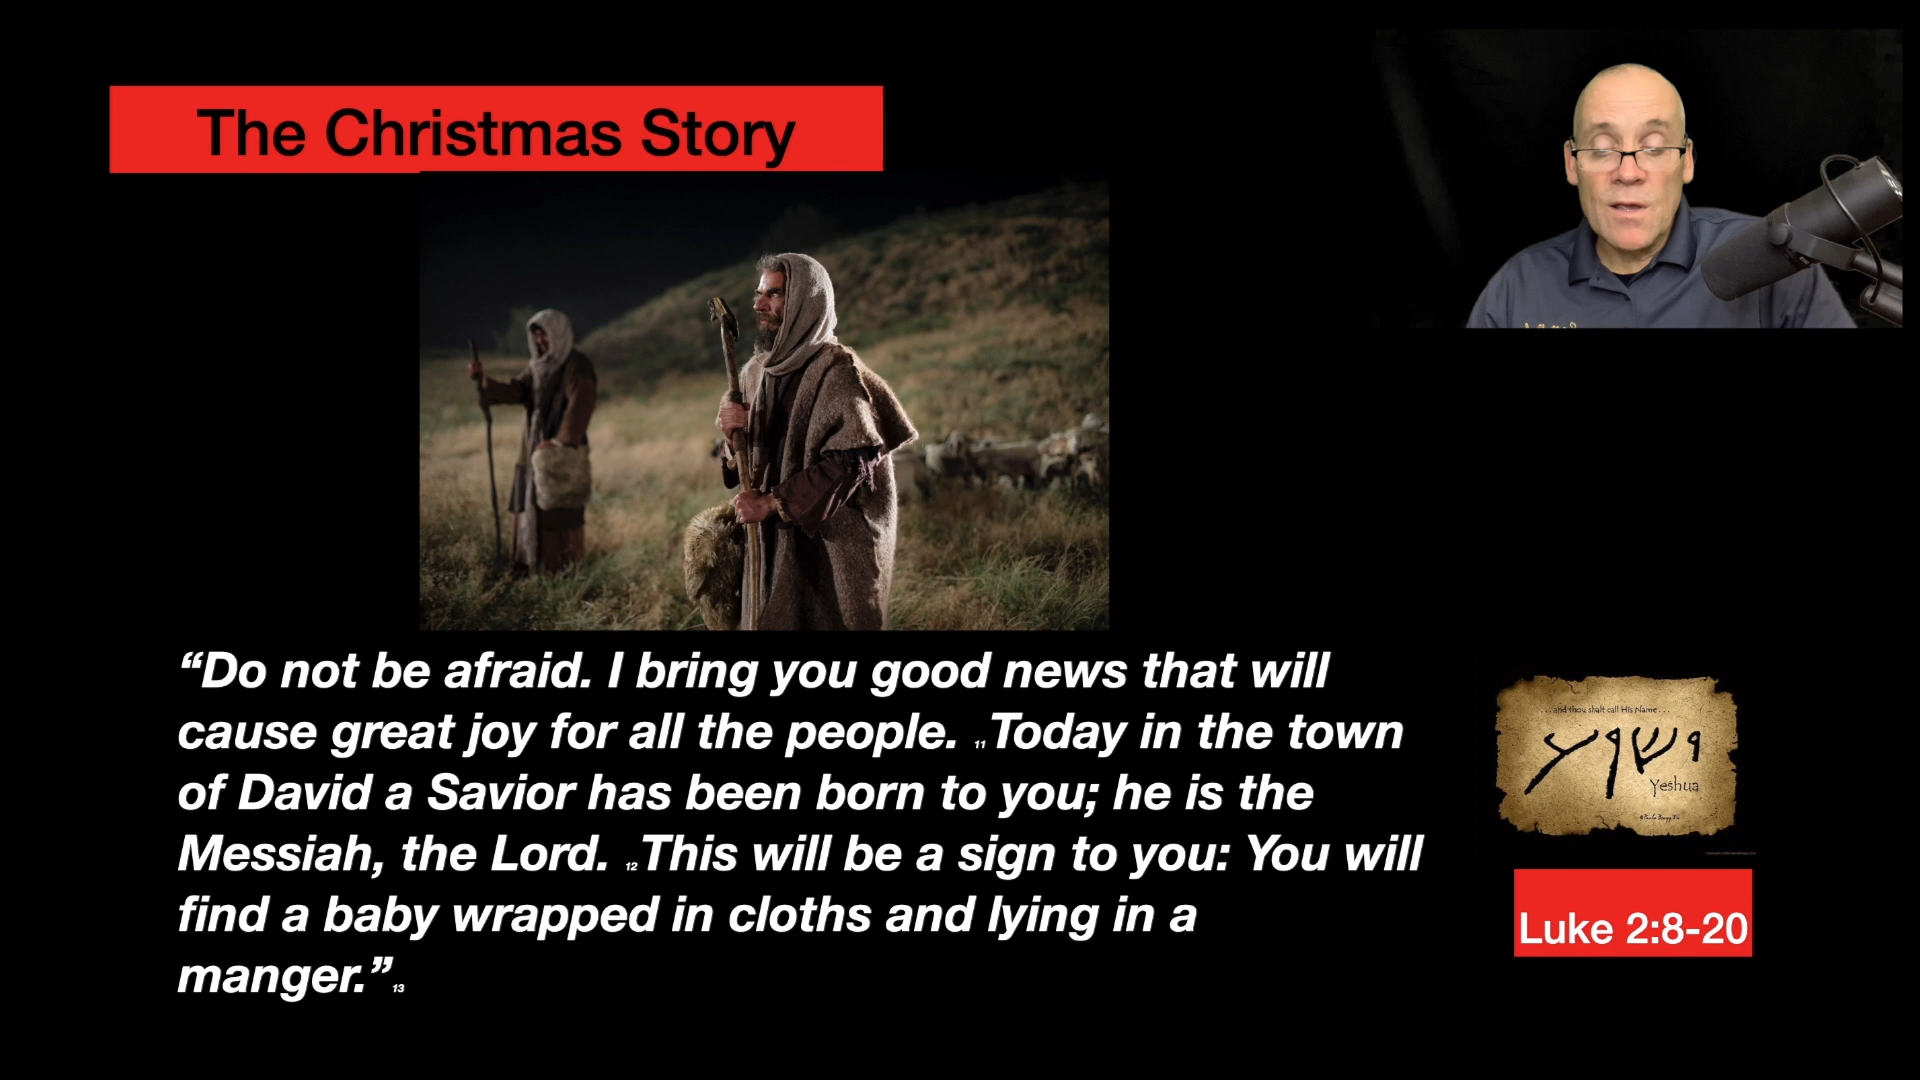 The Christmas Story
“Do not be afraid. I bring you good news that will
cause great joy for all the people. 11 Today in the town
of David a Savior has been born to you; he is the
Messiah, the Lord. 12 This will be a sign to you: You will
find a baby wrapped in cloths and lying in a
manger.” 13
...and thou shalt call His Name...
ישוע
Yeshua
Luke 2:8-20